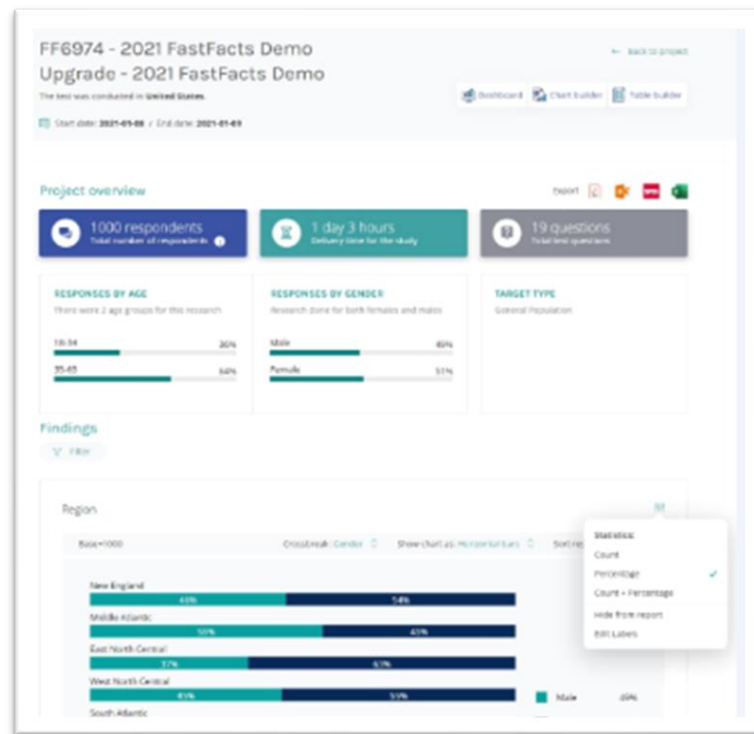 FF6974 - 2021 FastFacts Demo
Upgrade - 2021 FastFacts Demo
The test was conducted in United States.
← Back to project
Dashboard
Chart builder
Table builder
Start date: 2021-01-08 / End date: 2021-01-09
Project overview
Export
1000 respondents
Total number of respondents
1 day 3 hours
Delivery time for the study
19 questions
Total test questions
RESPONSES BY AGE
There were 2 age groups for this research
18-34 36%
35-65 64%
RESPONSES BY GENDER
Research done for both females and males
Male 49%
Female 51%
TARGET TYPE
General Population
Findings
Filter
Region
Base=1000
Crossbreak: Gender
Show chart as: Horizontal bars
Sort
Statistics:
Count
Percentage
Count + Percentage
Hide from report
Edit Labels
New England
46% 54%
Middle Atlantic
55% 45%
East North Central
37% 63%
West North Central
45% 55%
South Atlantic
Male 49%